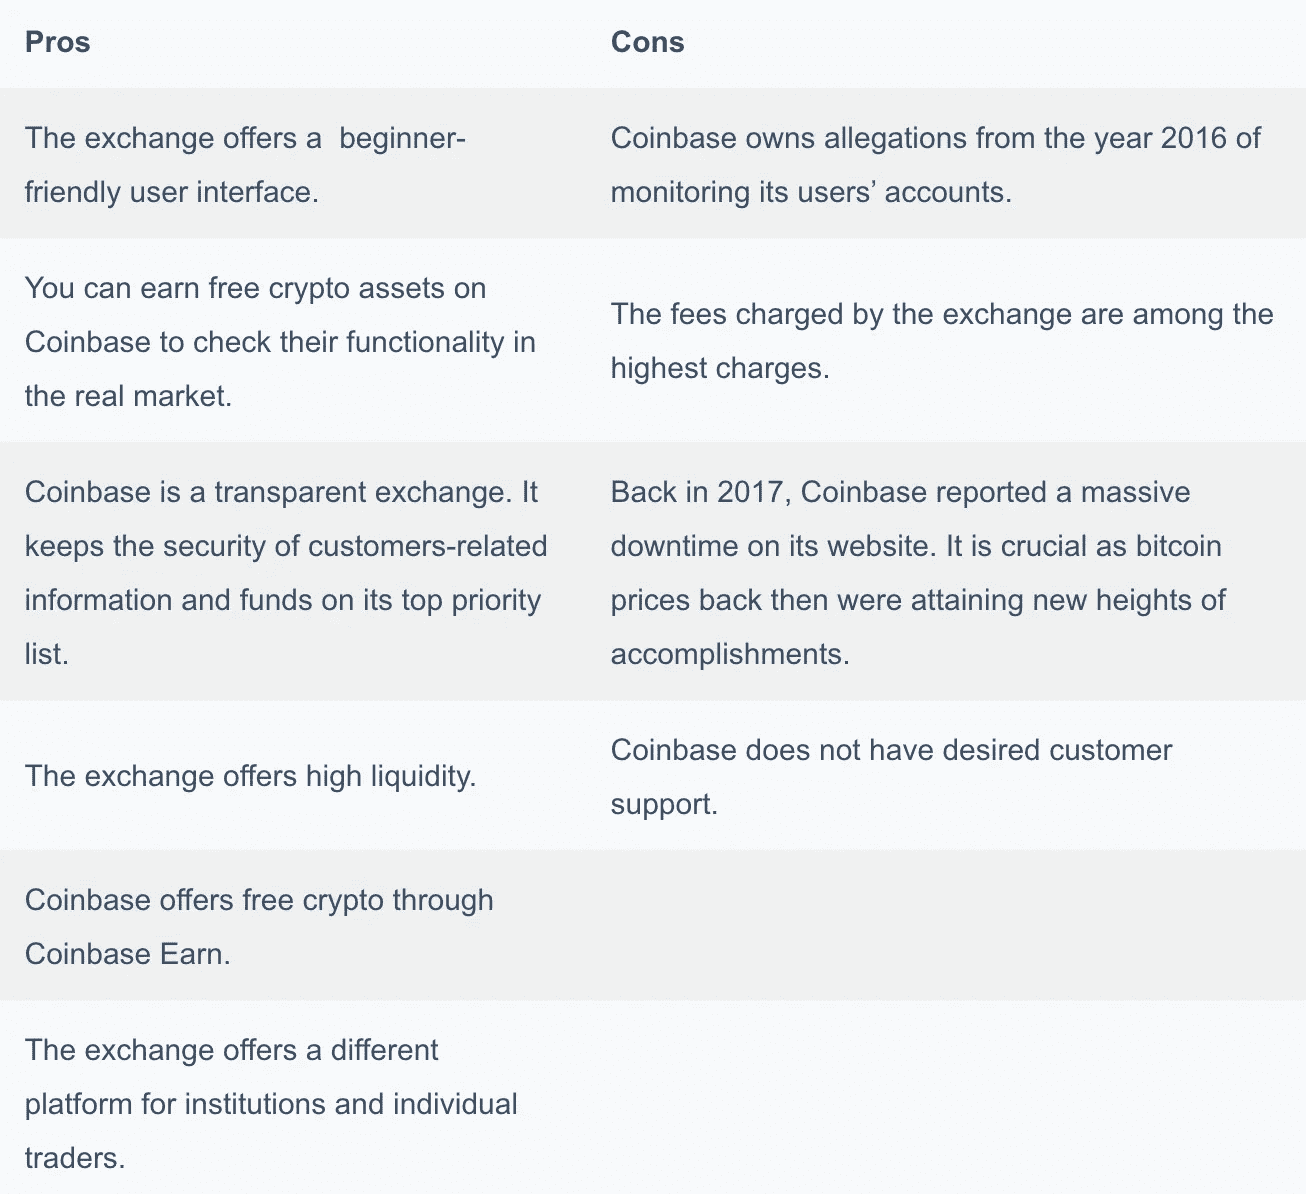 Pros
Cons
The exchange offers a  beginner-
friendly user interface.
Coinbase owns allegations from the year 2016 of
monitoring its users’ accounts.
You can earn free crypto assets on
Coinbase to check their functionality in
the real market.
The fees charged by the exchange are among the
highest charges.
Coinbase is a transparent exchange. It
keeps the security of customers-related
information and funds on its top priority
list.
Back in 2017, Coinbase reported a massive
downtime on its website. It is crucial as bitcoin
prices back then were attaining new heights of
accomplishments.
The exchange offers high liquidity.
Coinbase does not have desired customer
support.
Coinbase offers free crypto through
Coinbase Earn.
The exchange offers a different
platform for institutions and individual
traders.